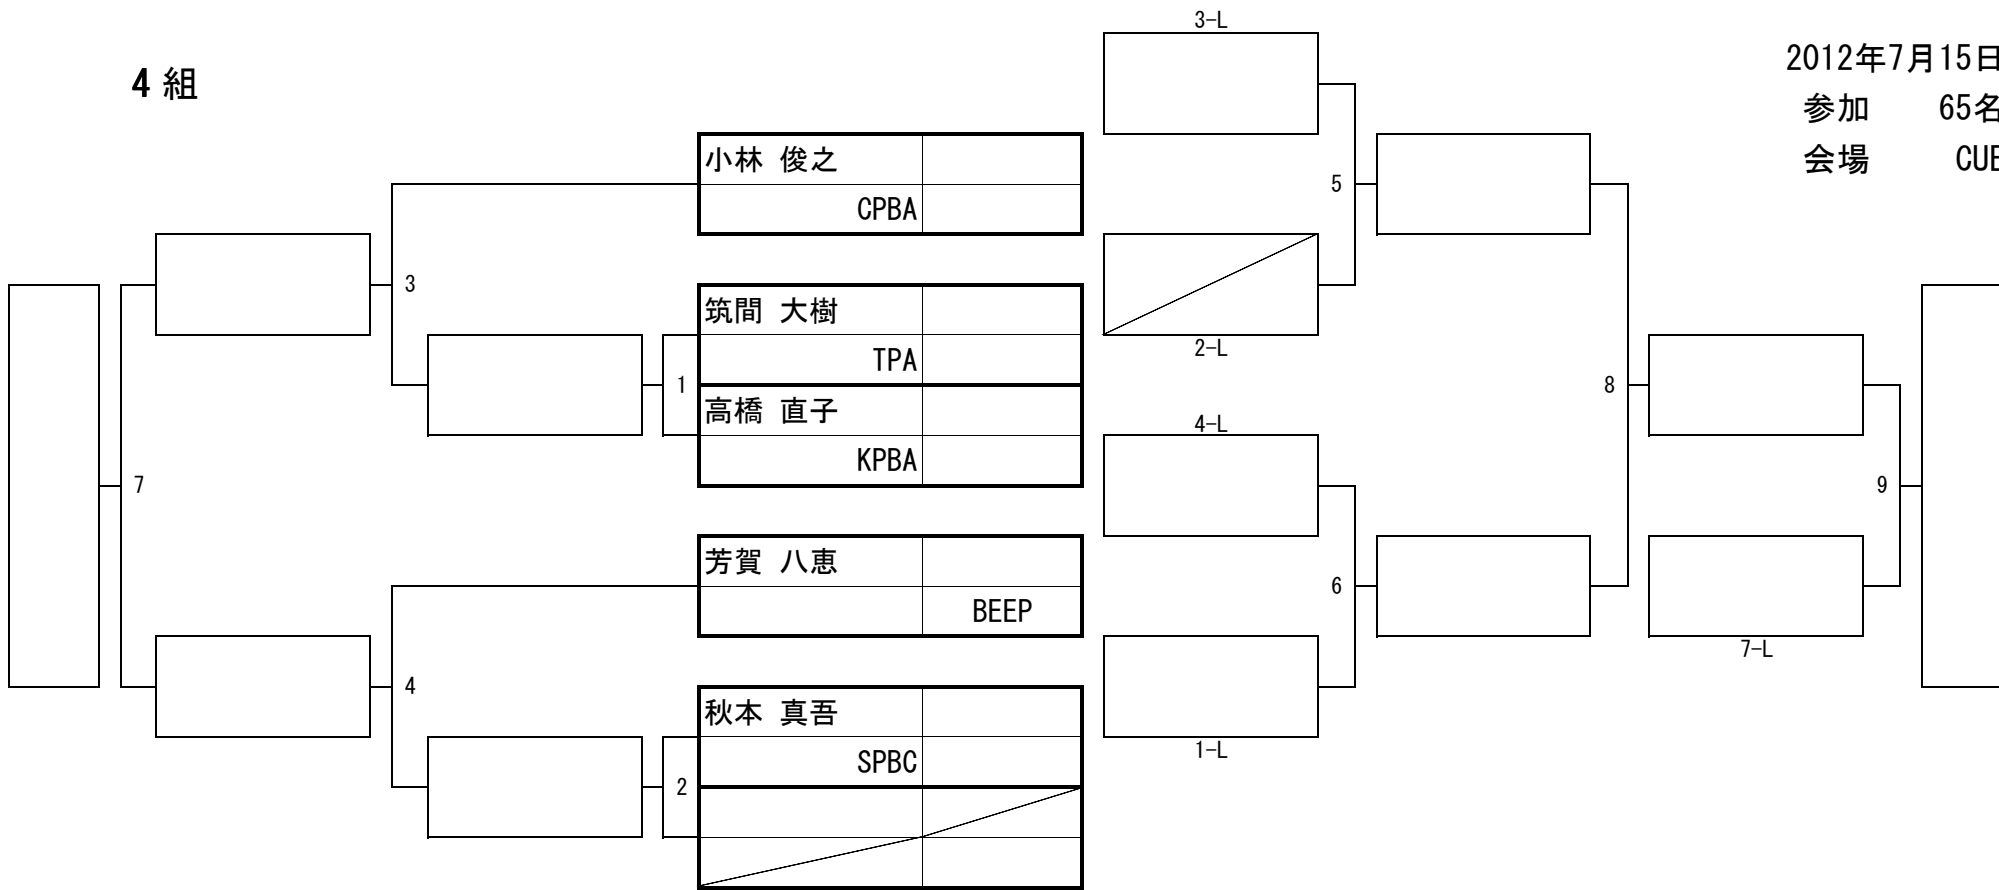 4 組
2012年7月15日
参加 65名
会場 CUE
3-L
小林 俊之
CPBA
5
3
筑間 大樹
TPA
2-L
1
8
高橋 直子
KPBA
4-L
7
9
芳賀 八恵
BEEP
6
7-L
4
秋本 真吾
SPBC
1-L
2